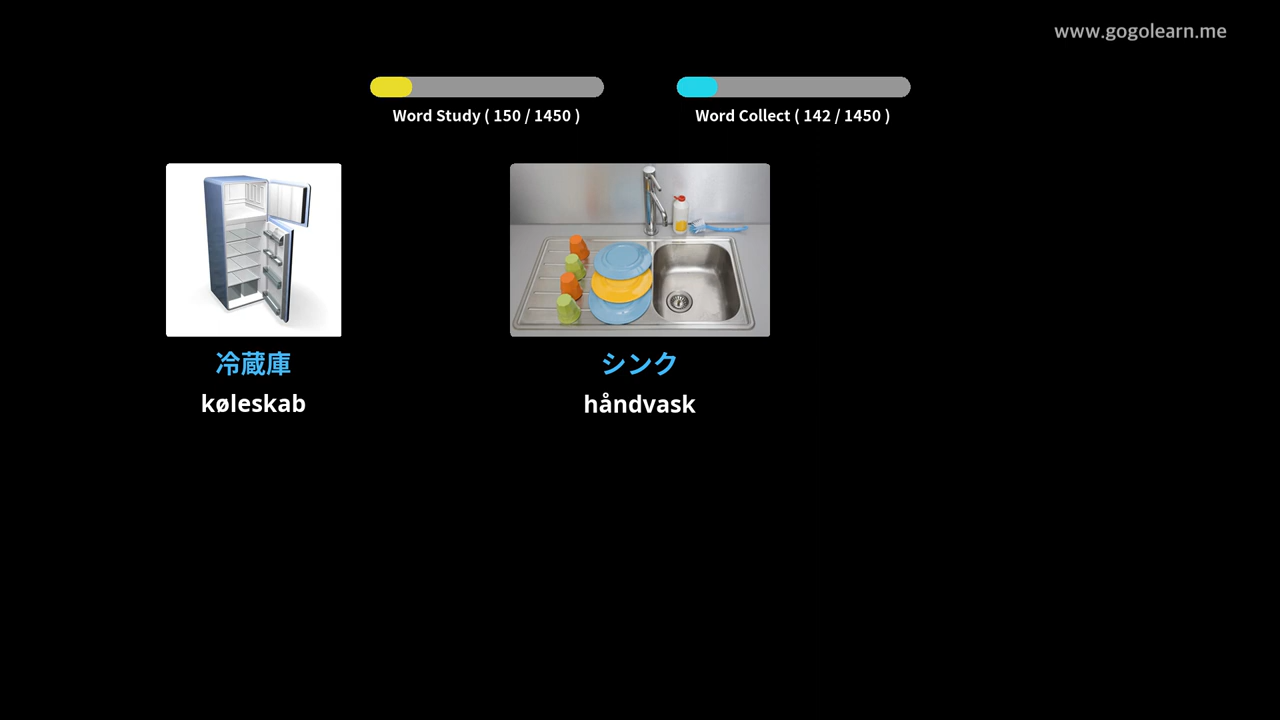 www.gogolearn.me
Word Study ( 150 / 1450 )
Word Collect ( 142 / 1450 )
冷蔵庫
køleskab
シンク
håndvask